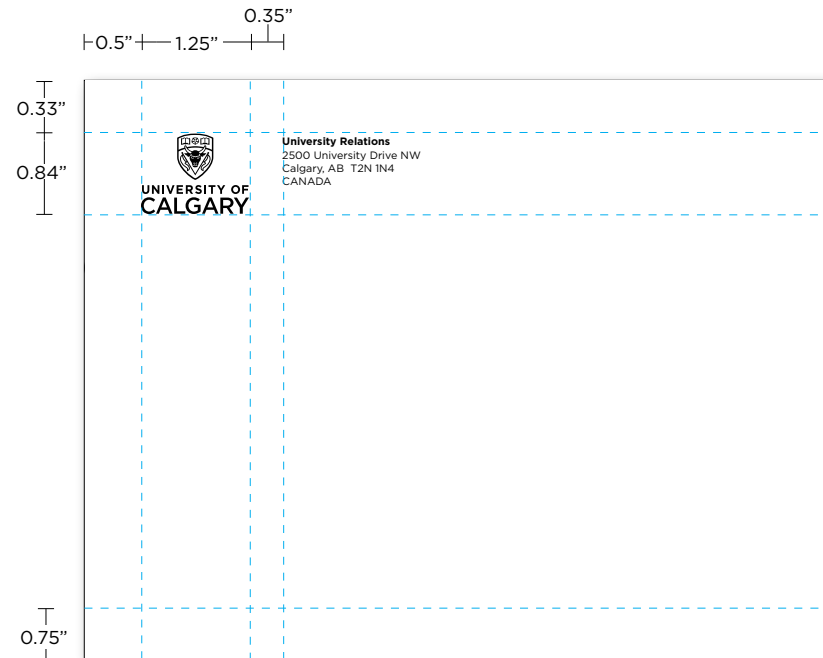 0.35”
0.5”
1.25”
0.33”
0.84”
UNIVERSITY OF
CALGARY
University Relations
2500 University Drive NW
Calgary, AB  T2N 1N4
CANADA
0.75”